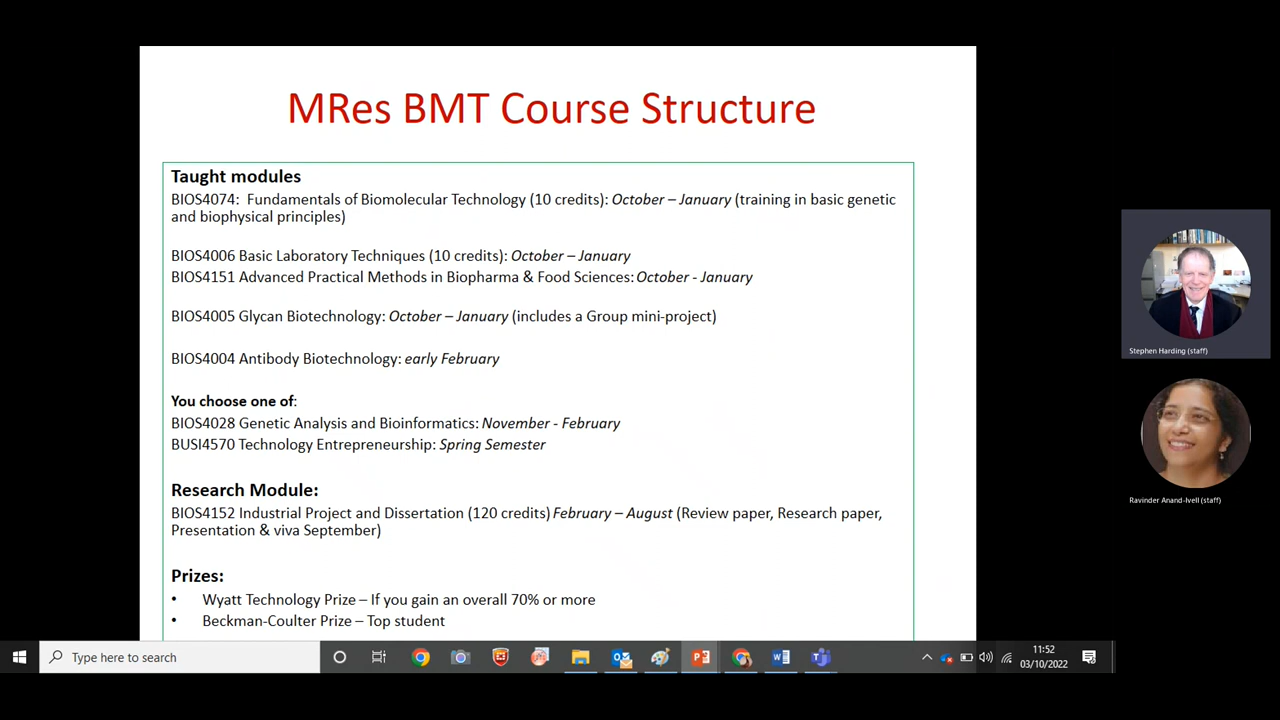 MRes BMT Course Structure
Taught modules
BIOS4074:  Fundamentals of Biomolecular Technology (10 credits): October – January (training in basic genetic
and biophysical principles)
BIOS4006 Basic Laboratory Techniques (10 credits): October – January
BIOS4151 Advanced Practical Methods in Biopharma & Food Sciences: October - January
BIOS4005 Glycan Biotechnology: October – January (includes a Group mini-project)
BIOS4004 Antibody Biotechnology: early February
You choose one of:
BIOS4028 Genetic Analysis and Bioinformatics: November - February
BUSI4570 Technology Entrepreneurship: Spring Semester
Research Module:
BIOS4152 Industrial Project and Dissertation (120 credits) February – August (Review paper, Research paper,
Presentation & viva September)
Prizes:
• Wyatt Technology Prize – If you gain an overall 70% or more
• Beckman-Coulter Prize – Top student
Stephen Harding (staff)
Ravinder Anand-Ivell (staff)
Type here to search
11:52
03/10/2022